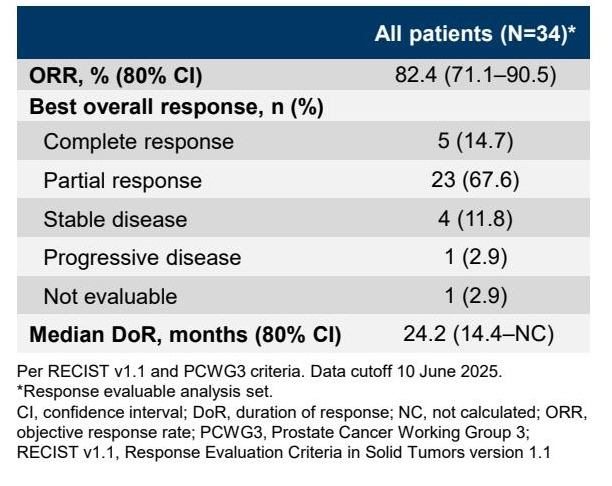 All patients (N=34)*
ORR, % (80% CI) 82.4 (71.1–90.5)
Best overall response, n (%)
Complete response 5 (14.7)
Partial response 23 (67.6)
Stable disease 4 (11.8)
Progressive disease 1 (2.9)
Not evaluable 1 (2.9)
Median DoR, months (80% CI) 24.2 (14.4–NC)
Per RECIST v1.1 and PCWG3 criteria. Data cutoff 10 June 2025.
*Response evaluable analysis set.
CI, confidence interval; DoR, duration of response; NC, not calculated; ORR,
objective response rate; PCWG3, Prostate Cancer Working Group 3;
RECIST v1.1, Response Evaluation Criteria in Solid Tumors version 1.1